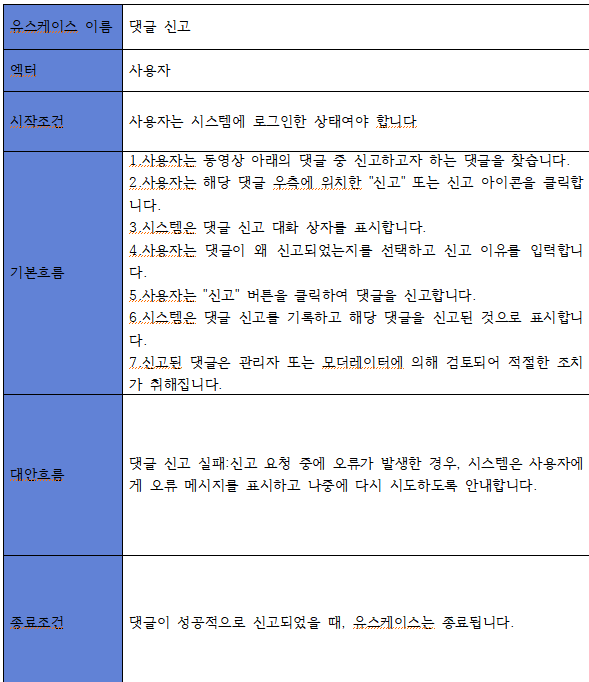 유스케이스 이름
댓글 신고
엑터
사용자
시작조건
사용자는 시스템에 로그인한 상태여야 합니다
기본흐름
1.사용자는 동영상 아래의 댓글 중 신고하고자 하는 댓글을 찾습니다.
2.사용자는 해당 댓글 우측에 위치한 "신고" 또는 신고 아이콘을 클릭합
니다.
3.시스템은 댓글 신고 대화 상자를 표시합니다.
4.사용자는 댓글이 왜 신고되었는지를 선택하고 신고 이유를 입력합니
다.
5.사용자는 "신고" 버튼을 클릭하여 댓글을 신고합니다.
6.시스템은 댓글 신고를 기록하고 해당 댓글을 신고된 것으로 표시합니
다.
7.신고된 댓글은 관리자 또는 모더레이터에 의해 검토되어 적절한 조치
가 취해집니다.
대안흐름
댓글 신고 실패:신고 요청 중에 오류가 발생한 경우, 시스템은 사용자에
게 오류 메시지를 표시하고 나중에 다시 시도하도록 안내합니다.
종료조건
댓글이 성공적으로 신고되었을 때, 유스케이스는 종료됩니다.